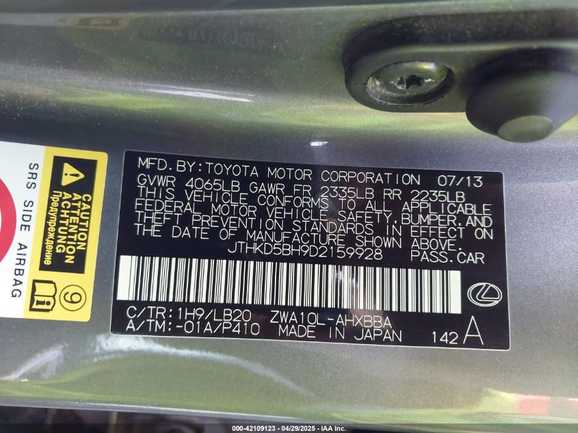 MFD. BY: TOYOTA MOTOR CORPORATION 07/13
GVWR 4065LB GAWR FR 2335LB RR 2235LB
THIS VEHICLE CONFORMS TO ALL APPLICABLE
FEDERAL MOTOR VEHICLE SAFETY, BUMPER, AND
THEFT PREVENTION STANDARDS IN EFFECT ON
THE DATE OF MANUFACTURE SHOWN ABOVE.
JTHKD5BH9D2159928 PASS.CAR
C/TR: 1H9/LB20 ZWA10L-AHXBBA
A/TM: -01A/P410 MADE IN JAPAN 142 A
SRS SIDE AIRBAG
CAUTION
ATTENTION
ACHTUNG
Предупреждение
9
000-42109123 - 04/29/2025 - IAA Inc.